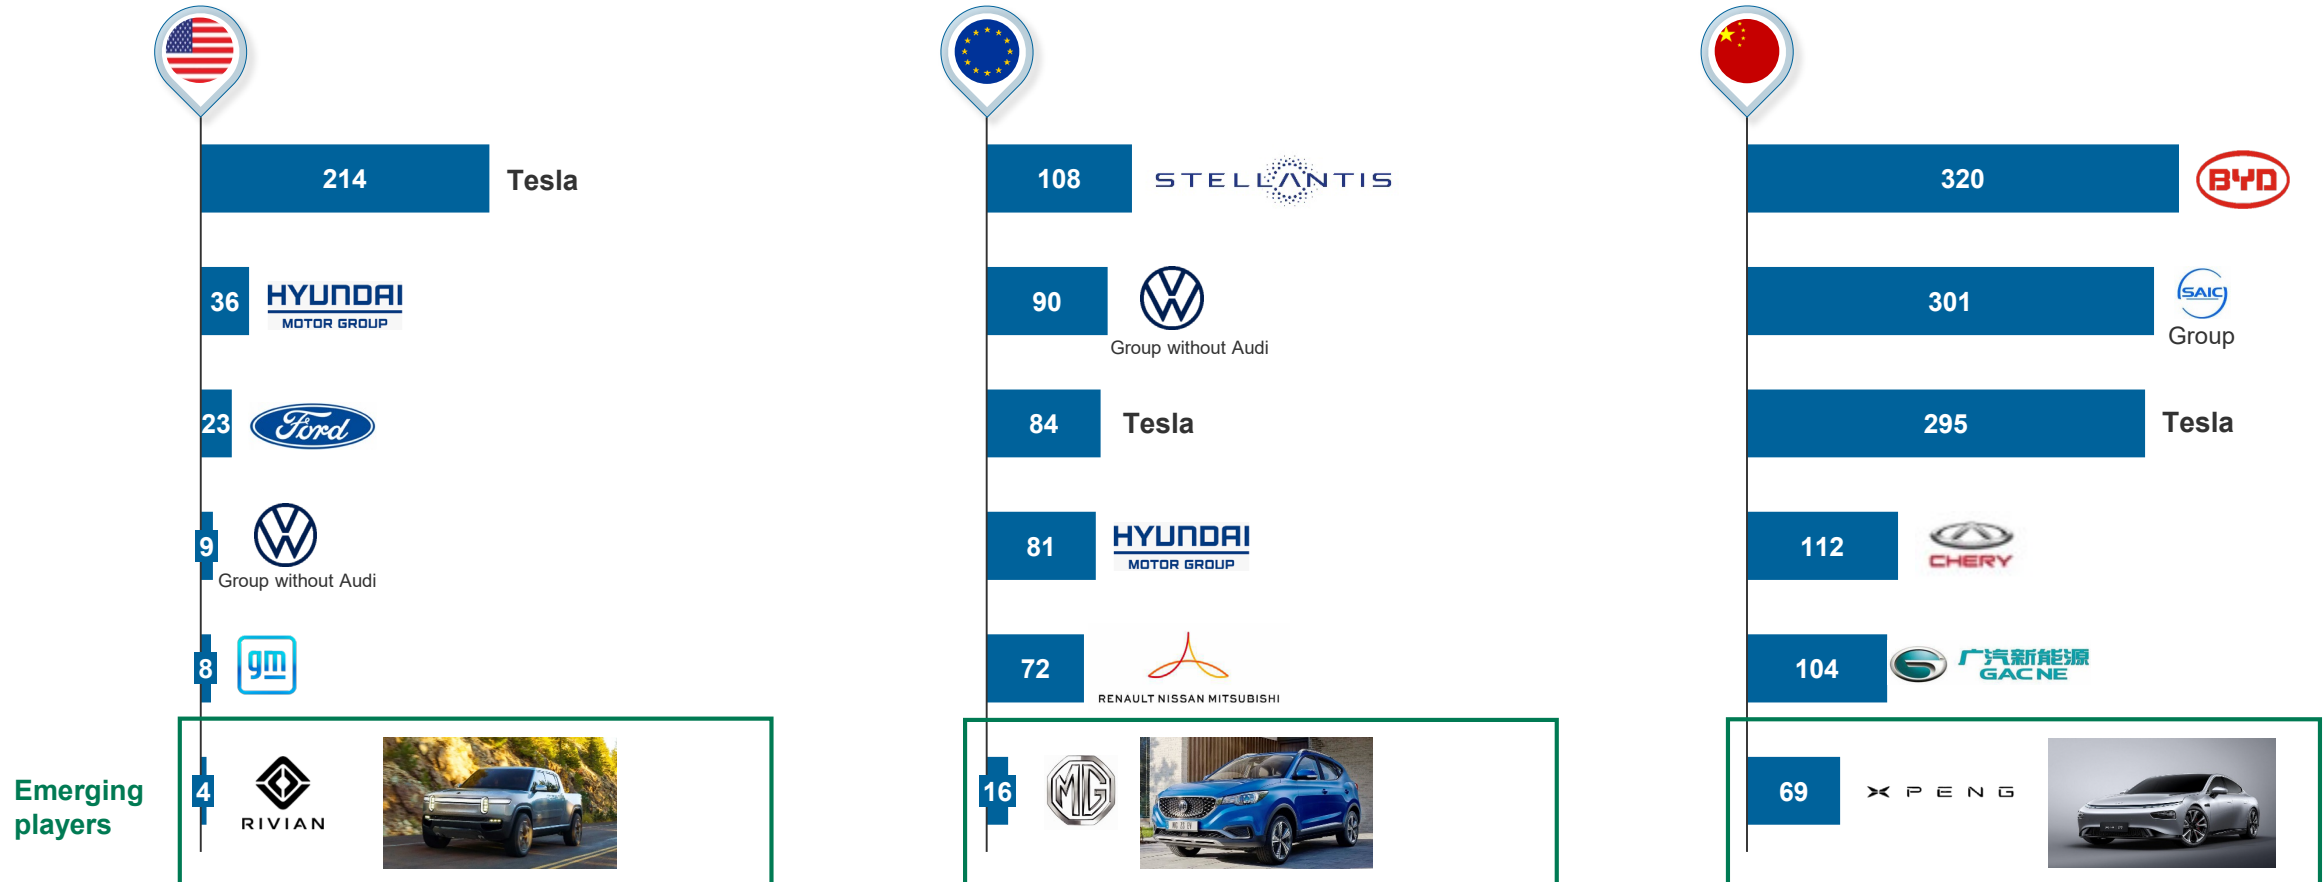 214
Tesla
36
HYUNDAI
MOTOR GROUP
23
Ford
9
Group without Audi
8
gm
Emerging
players
4
RIVIAN
108
STELLANTIS
90
Group without Audi
84
Tesla
81
HYUNDAI
MOTOR GROUP
72
RENAULT NISSAN MITSUBISHI
16
MG
320
BYD
301
SAIC
Group
295
Tesla
112
CHERY
104
广汽新能源
GAC NE
69
XPENG